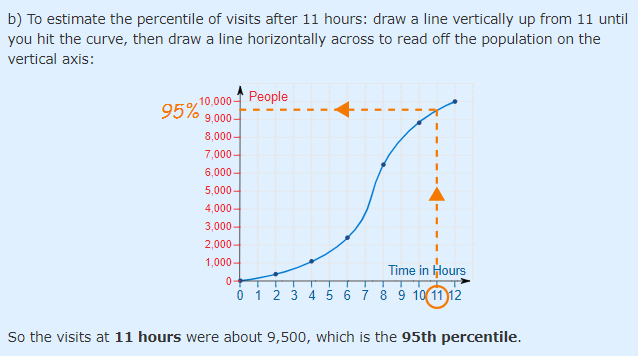 b) To estimate the percentile of visits after 11 hours: draw a line vertically up from 11 until
you hit the curve, then draw a line horizontally across to read off the population on the
vertical axis:
People
95%
10,000
9,000
8,000
7,000
6,000
5,000
4,000
3,000
2,000
1,000
0
Time in Hours
0 1 2 3 4 5 6 7 8 9 10 11 12
So the visits at 11 hours were about 9,500, which is the 95th percentile.